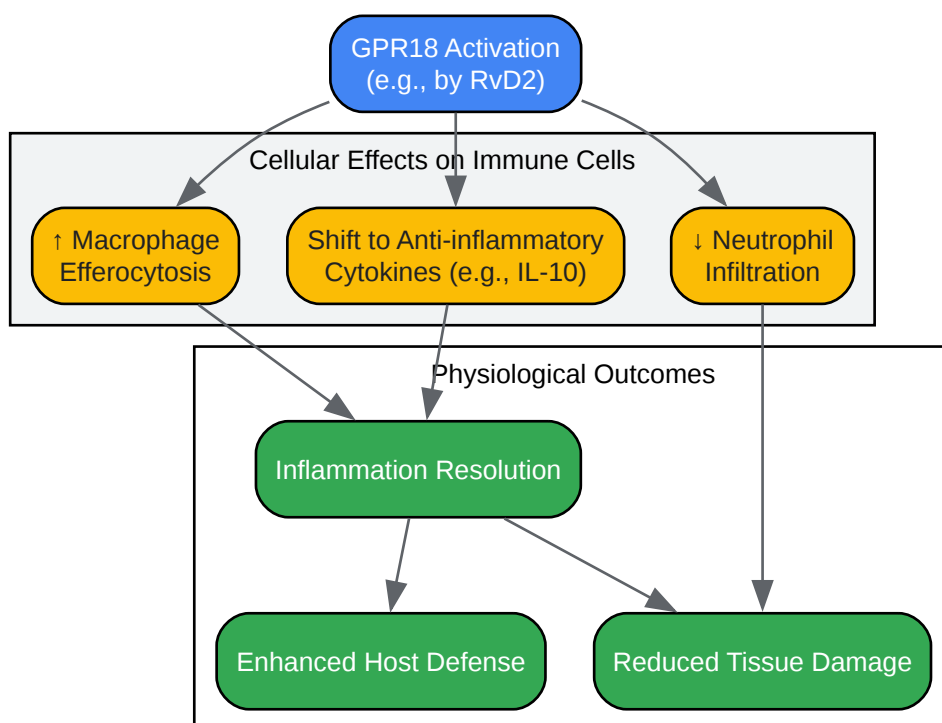 GPR18 Activation
(e.g., by RvD2)
Cellular Effects on Immune Cells
↑ Macrophage
Efferocytosis
Shift to Anti-inflammatory
Cytokines (e.g., IL-10)
↓ Neutrophil
Infiltration
Physiological Outcomes
Inflammation Resolution
Enhanced Host Defense
Reduced Tissue Damage